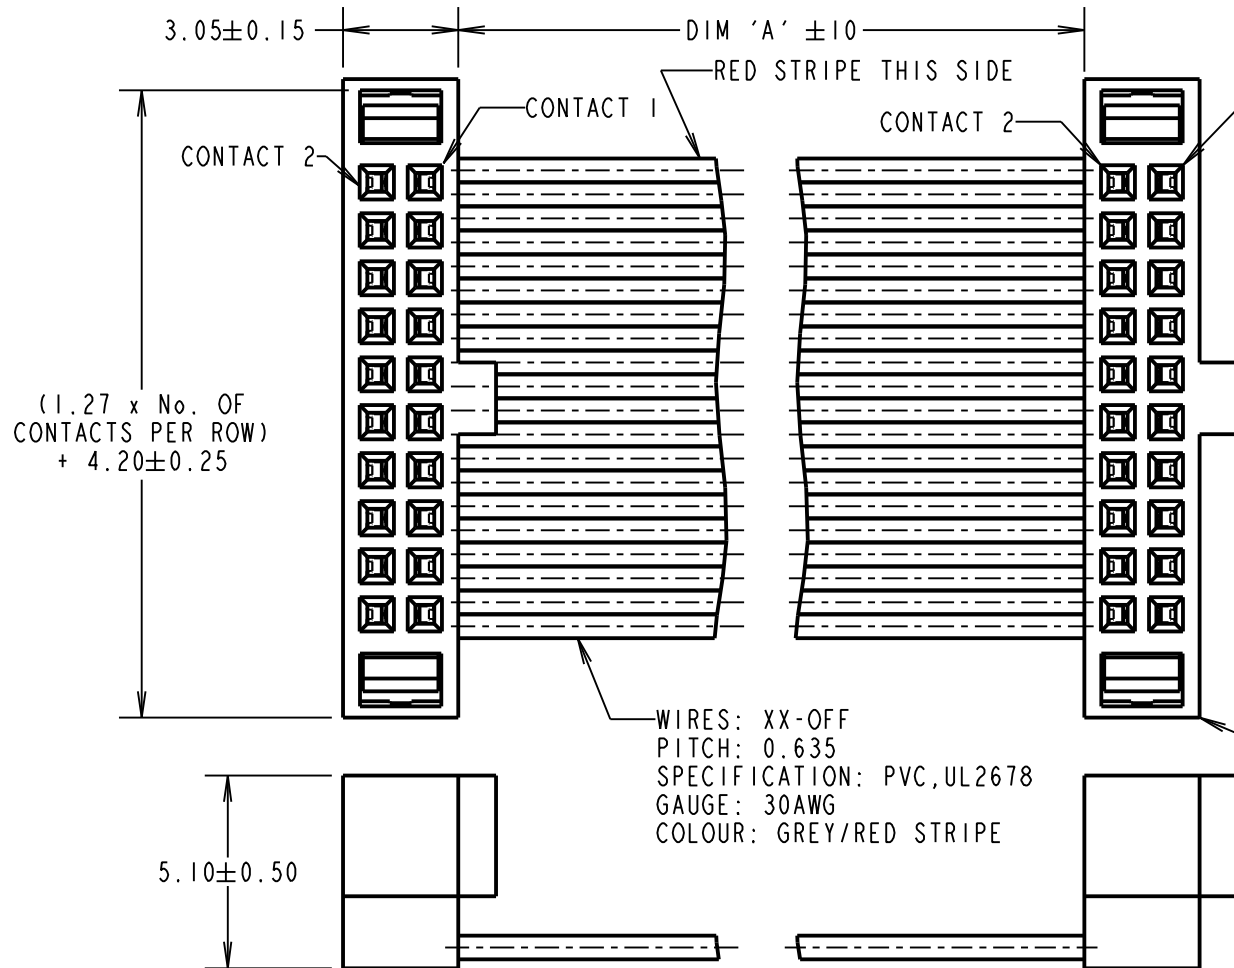 3.05±0.15
DIM 'A' ±10
RED STRIPE THIS SIDE
CONTACT 1
CONTACT 2
CONTACT 2
(1.27 x No. OF
CONTACTS PER ROW)
+ 4.20±0.25
WIRES: XX-OFF
PITCH: 0.635
SPECIFICATION: PVC,UL2678
GAUGE: 30AWG
COLOUR: GREY/RED STRIPE
5.10±0.50